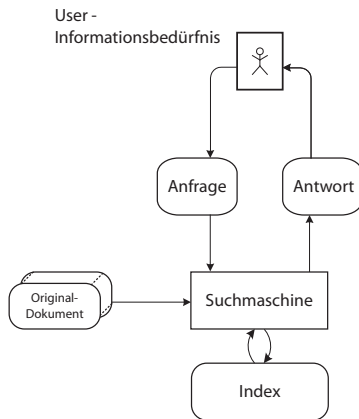 User -
Informationsbedürfnis
Anfrage
Antwort
Original-
Dokument
Suchmaschine
Index